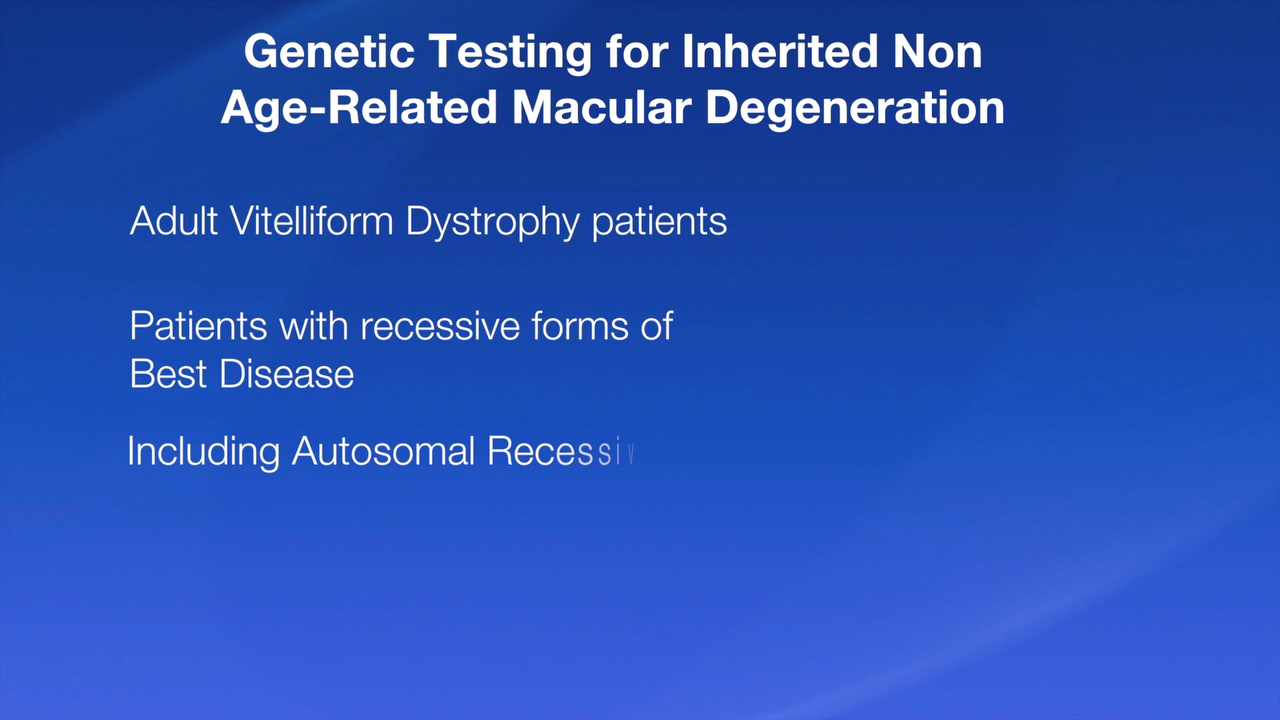 Genetic Testing for Inherited Non
Age-Related Macular Degeneration
Adult Vitelliform Dystrophy patients
Patients with recessive forms of
Best Disease
Including Autosomal Recessiv